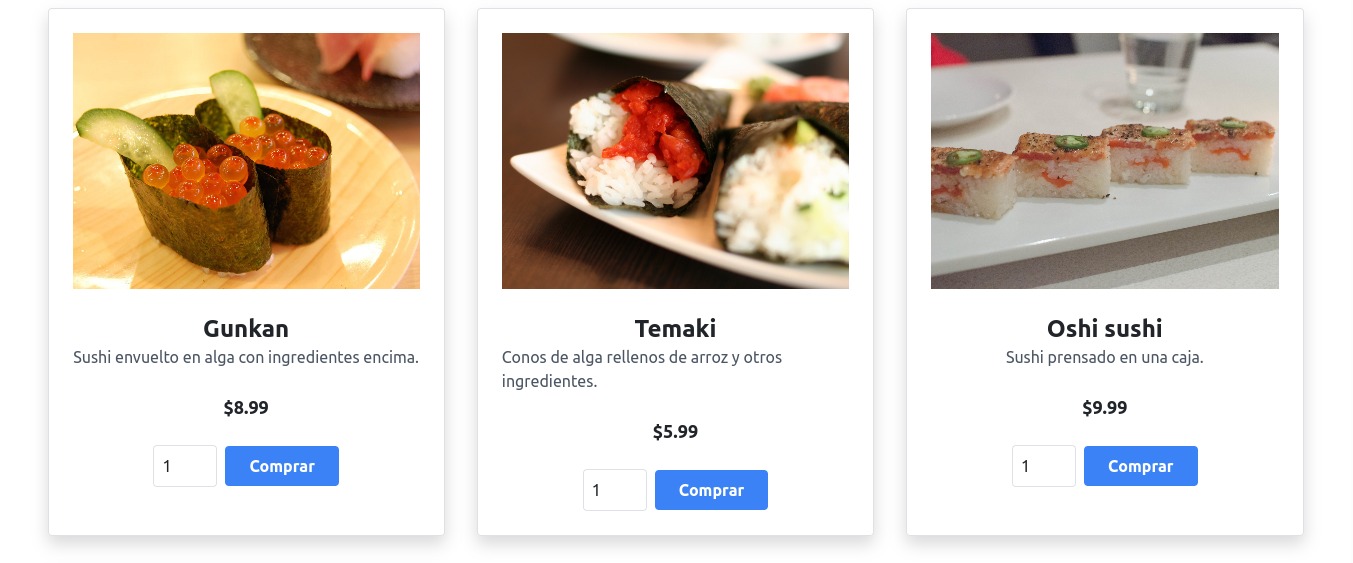 Gunkan
Sushi envuelto en alga con ingredientes encima.
$8.99
1
Comprar
Temaki
Conos de alga rellenos de arroz y otros
ingredientes.
$5.99
1
Comprar
Oshi sushi
Sushi prensado en una caja.
$9.99
1
Comprar